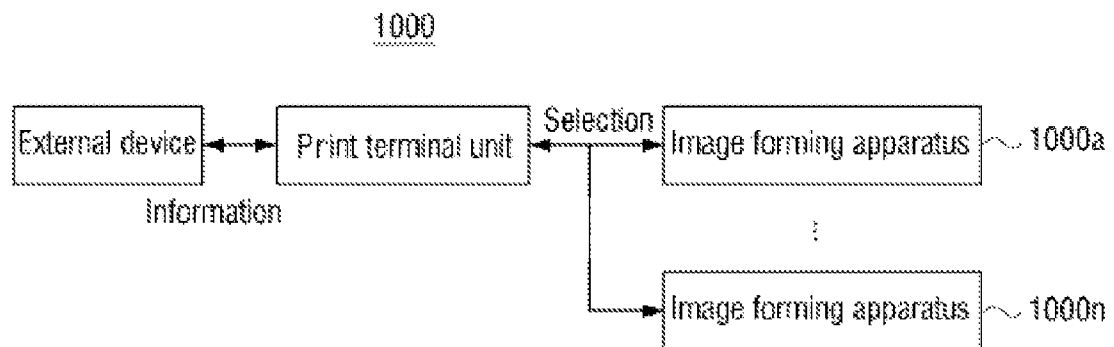 1000
External device
Print terminal unit
Selection
Image forming apparatus
1000a
Information
⋮
Image forming apparatus
1000n